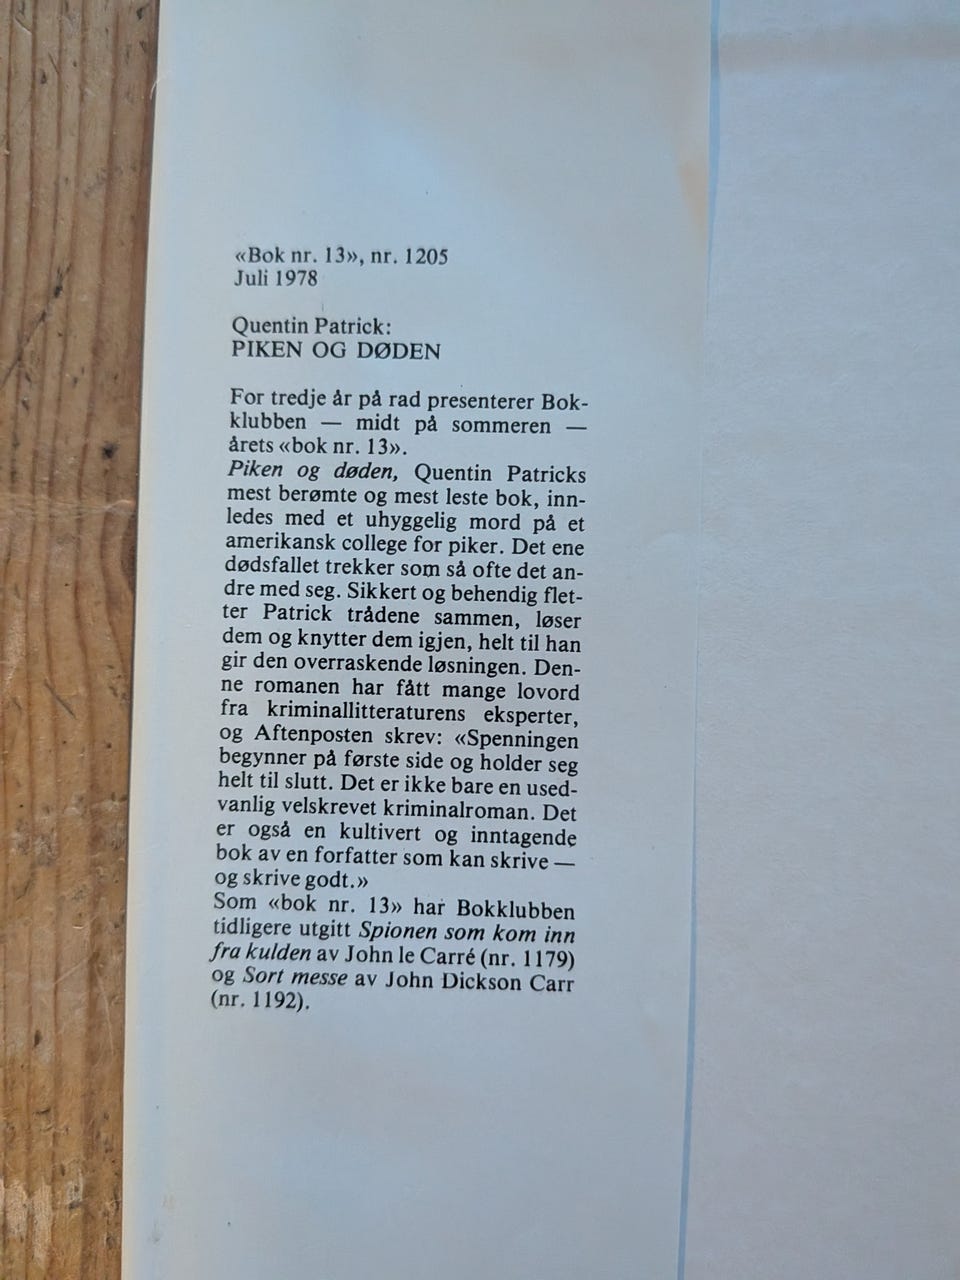 «Bok nr. 13», nr. 1205
Juli 1978
Quentin Patrick:
PIKEN OG DØDEN
For tredje år på rad presenterer Bok-
klubben — midt på sommeren —
årets «bok nr. 13».
Piken og døden, Quentin Patricks
mest berømte og mest leste bok, inn-
ledes med et uhyggelig mord på et
amerikansk college for piker. Det ene
dødsfallet trekker som så ofte det an-
dre med seg. Sikkert og behendig flet-
ter Patrick trådene sammen, løser
dem og knytter dem igjen, helt til han
gir den overraskende løsningen. Den-
ne romanen har fått mange lovord
fra kriminallitteraturens eksperter,
og Aftenposten skrev: «Spenningen
begynner på første side og holder seg
helt til slutt. Det er ikke bare en used-
vanlig velskrevet kriminalroman. Det
er også en kultivert og inntagende
bok av en forfatter som kan skrive —
og skrive godt.»
Som «bok nr. 13» har Bokklubben
tidligere utgitt Spionen som kom inn
fra kulden av John le Carré (nr. 1179)
og Sort messe av John Dickson Carr
(nr. 1192).